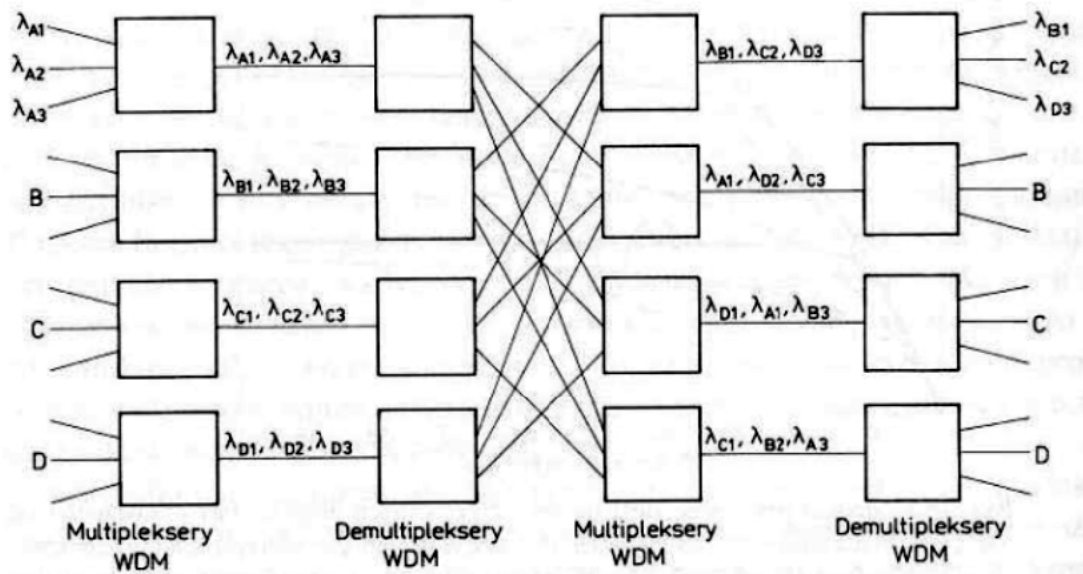 λA1
λA2
λA3
λA1, λA2, λA3
λB1, λC2, λD3
λB1
λC2
λD3
B
λB1, λB2, λB3
λA1, λD2, λC3
B
C
λC1, λC2, λC3
λD1, λA1, λB3
C
D
λD1, λD2, λD3
λC1, λB2, λA3
D
Multipleksery
WDM
Demultipleksery
WDM
Multipleksery
WDM
Demultipleksery
WDM